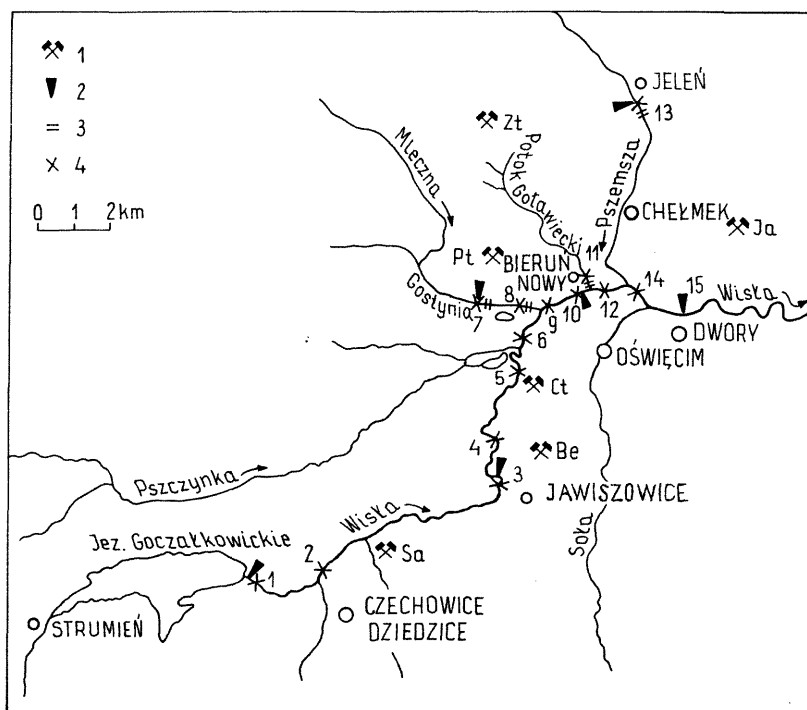 1
2
3
4
0 1 2km
JELEŃ
13
Zt
Mleczna
Potok
Goławiecki
Pszemsza
CHEŁMEK
Ja
Pt
BIERUŃ
NOWY
11
Gostynia
7
8
9
10
12
14
15
Wisła
DWORY
OŚWIĘCIM
6
5
Ct
4
Be
3
JAWISZOWICE
Pszczynka
Wisła
Soła
Jez. Goczałkowickie
2
Sa
1
STRUMIEŃ
CZECHOWICE
DZIEDZICE